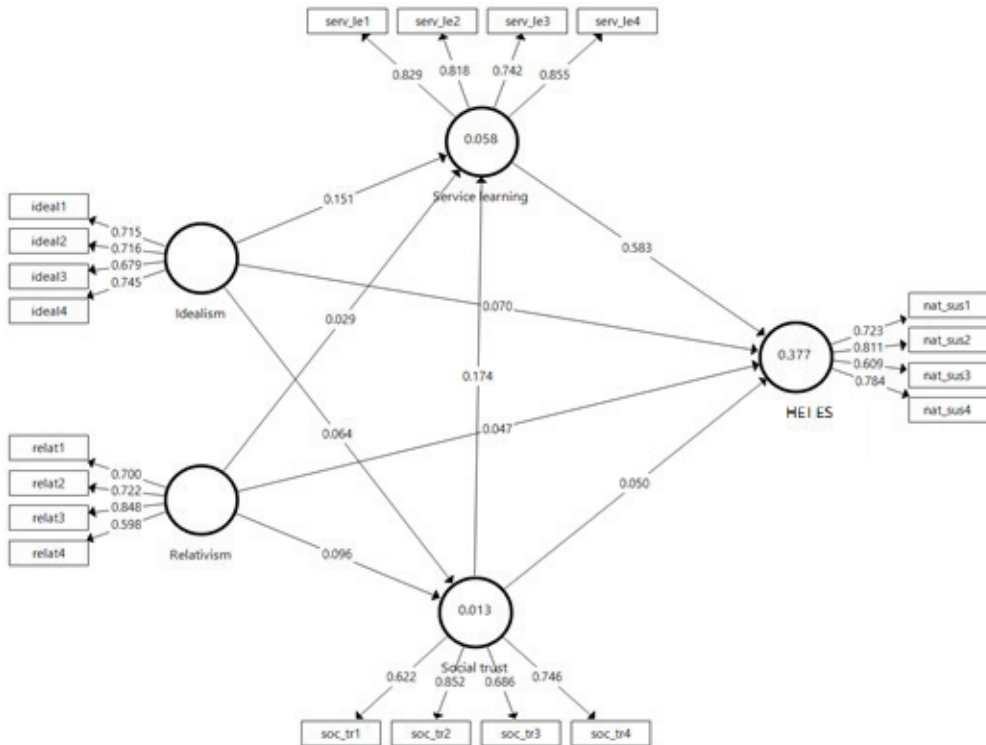 serv_le1 serv_le2 serv_le3 serv_le4
0.829 0.818 0.742 0.855
0.058
Service learning
ideal1
ideal2
ideal3
ideal4
0.715
0.716
0.679
0.745
Idealism
0.151
0.583
0.070
0.029
0.174
0.064
0.047
0.050
0.096
nat_sus1
nat_sus2
nat_sus3
nat_sus4
0.723
0.811
0.609
0.784
0.377
HEI ES
relat1
relat2
relat3
relat4
0.700
0.722
0.848
0.598
Relativism
0.013
Social trust
0.622 0.852 0.686 0.746
soc_tr1 soc_tr2 soc_tr3 soc_tr4